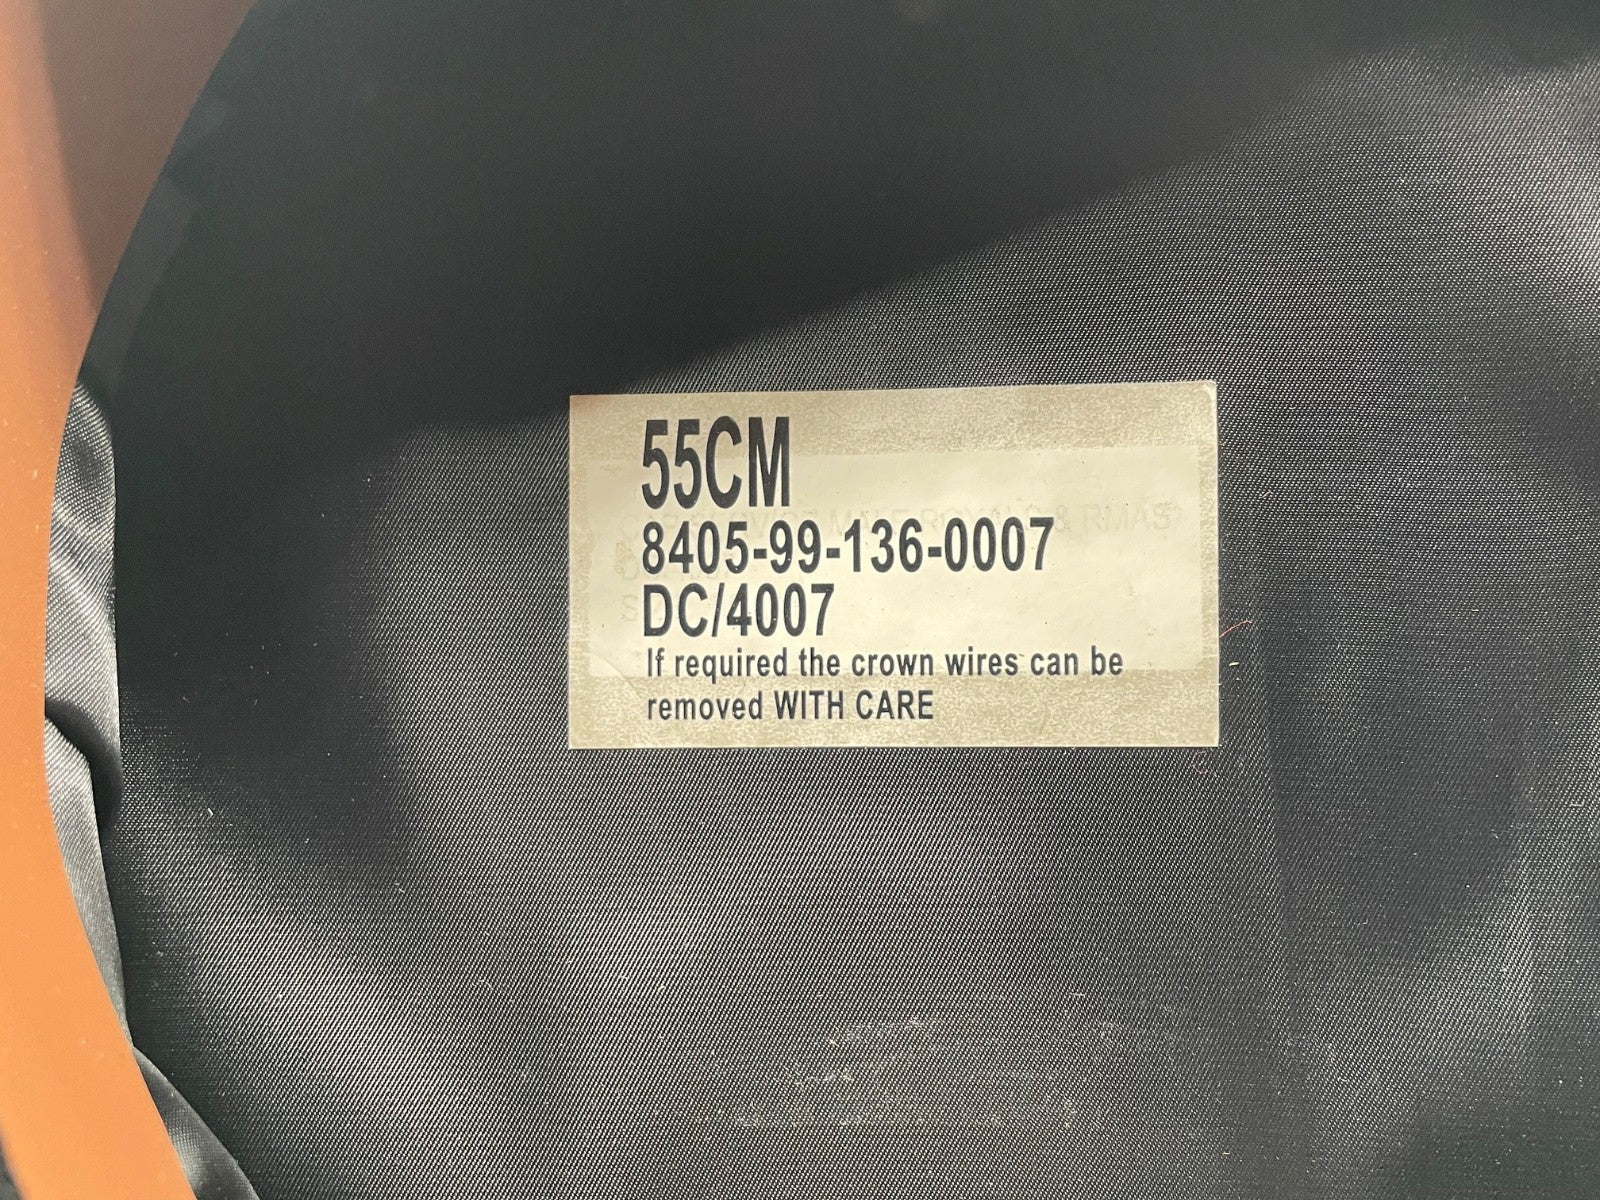 55CM
8405-99-136-0007
DC/4007
If required the crown wires can be
removed WITH CARE